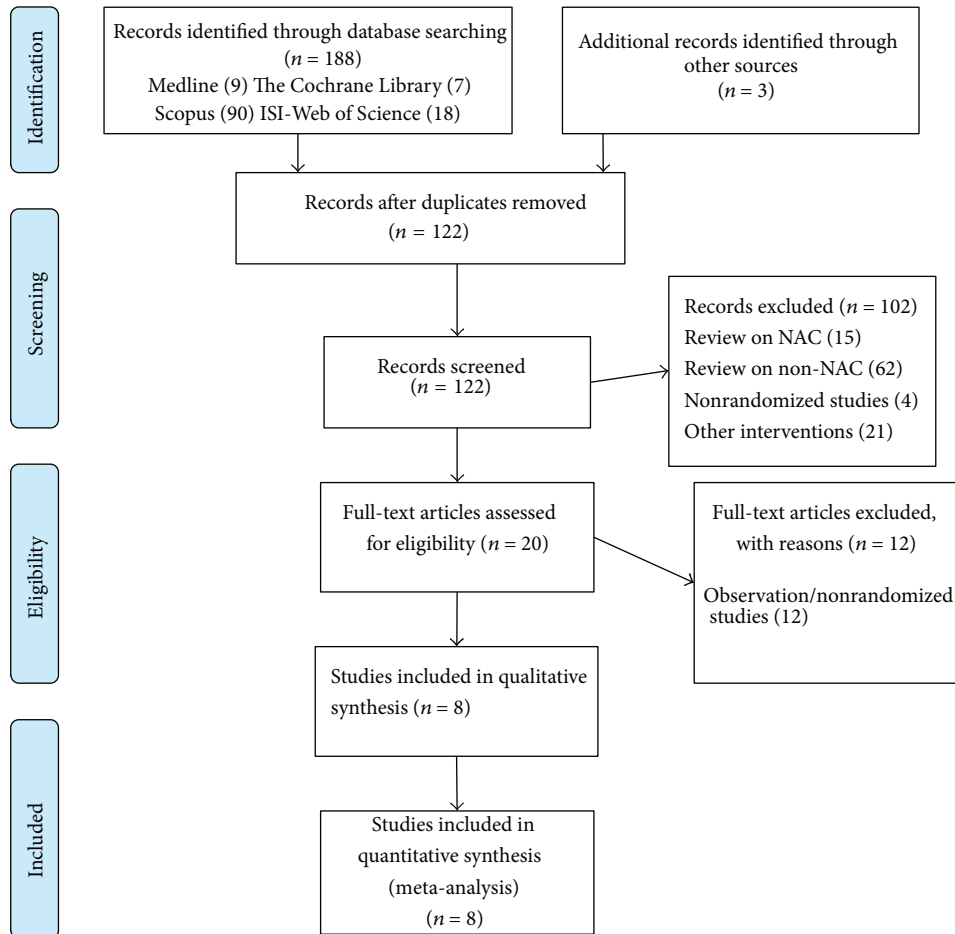 Identification
Records identified through database searching
(n = 188)
Medline (9) The Cochrane Library (7)
Scopus (90) ISI-Web of Science (18)
Additional records identified through
other sources
(n = 3)
Records after duplicates removed
(n = 122)
Screening
Records screened
(n = 122)
Records excluded (n = 102)
Review on NAC (15)
Review on non-NAC (62)
Nonrandomized studies (4)
Other interventions (21)
Eligibility
Full-text articles assessed
for eligibility (n = 20)
Full-text articles excluded,
with reasons (n = 12)
Observation/nonrandomized
studies (12)
Studies included in qualitative
synthesis (n = 8)
Included
Studies included in
quantitative synthesis
(meta-analysis)
(n = 8)